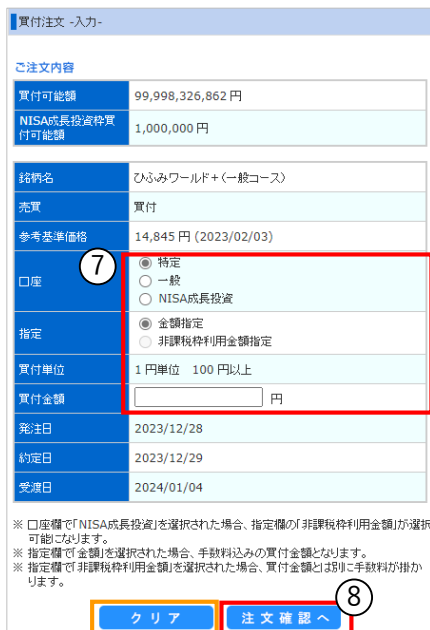 買付注文 -入力-
ご注文内容
買付可能額 99,998,326,862 円
NISA成長投資枠買
付可能額 1,000,000 円
銘柄名 ひふみワールド+(一般コース)
売買 買付
参考基準価格 14,845 円 (2023/02/03)
⑦
口座 特定
一般
NISA成長投資
指定 金額指定
非課税枠利用金額指定
買付単位 1 円単位 100 円以上
買付金額 円
発注日 2023/12/28
約定日 2023/12/29
受渡日 2024/01/04
※ 口座欄で「NISA成長投資」を選択された場合、指定欄の「非課税枠利用金額」が選択
可能になります。
※ 指定欄で「金額」を選択された場合、手数料込みの買付金額となります。
※ 指定欄で「非課税枠利用金額」を選択された場合、買付金額とは別に手数料が掛か
ります。
⑧
クリア 注文確認へ